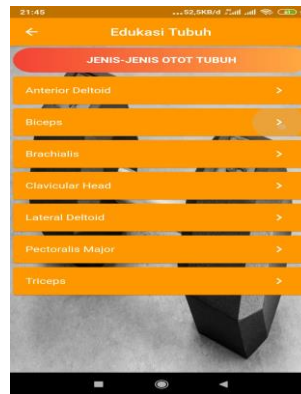 21:45
...52,5KB/d
Edukasi Tubuh
JENIS-JENIS OTOT TUBUH
Anterior Deltoid
Biceps
Brachialis
Clavicular Head
Lateral Deltoid
Pectoralis Major
Triceps